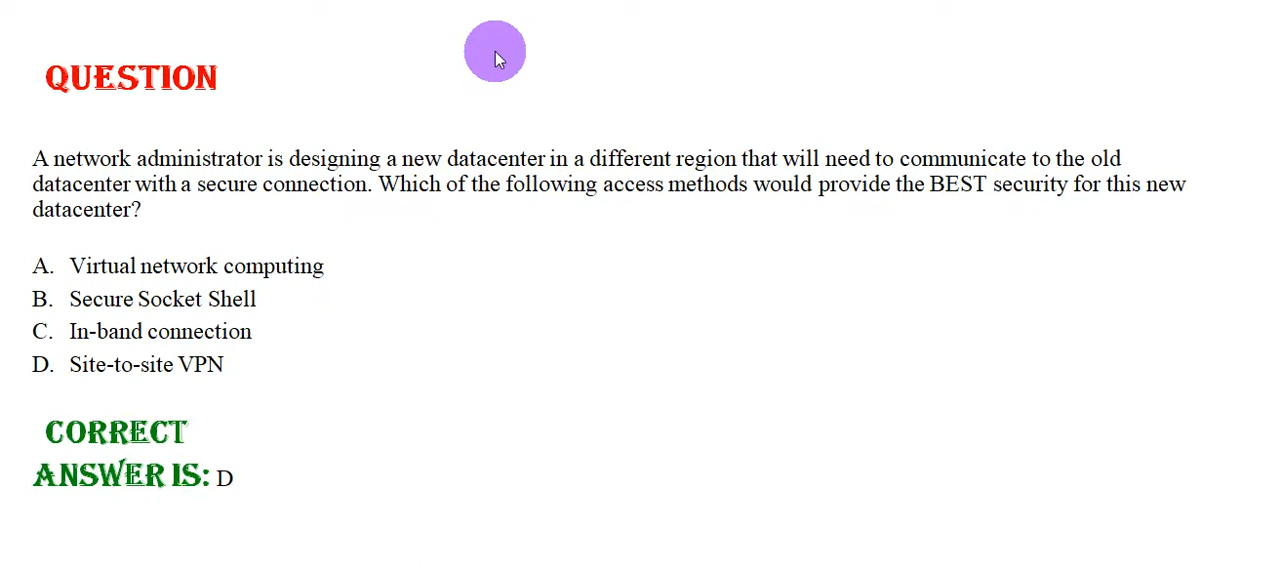 QUESTION
A network administrator is designing a new datacenter in a different region that will need to communicate to the old
datacenter with a secure connection. Which of the following access methods would provide the BEST security for this new
datacenter?
A. Virtual network computing
B. Secure Socket Shell
C. In-band connection
D. Site-to-site VPN
CORRECT
ANSWER IS: D